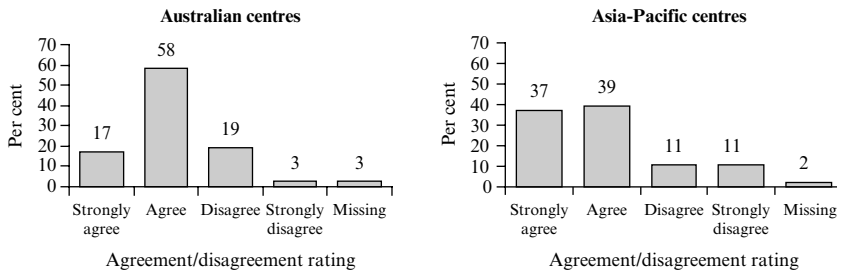 Australian centres
Per cent
70
60
50
40
30
20
10
0
17
58
19
3
3
Strongly agree
Agree
Disagree
Strongly disagree
Missing
Agreement/disagreement rating
Asia-Pacific centres
Per cent
70
60
50
40
30
20
10
0
37
39
11
11
2
Strongly agree
Agree
Disagree
Strongly disagree
Missing
Agreement/disagreement rating